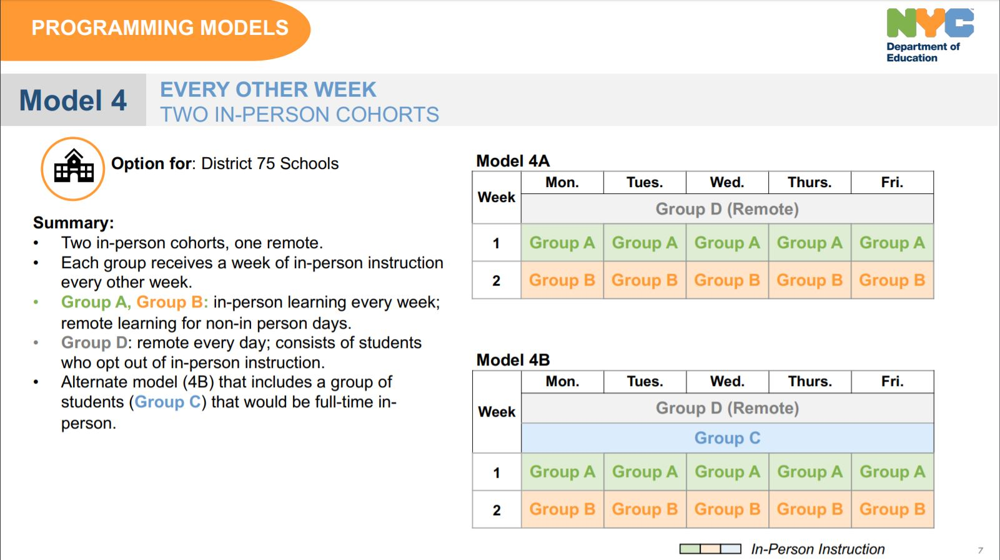 PROGRAMMING MODELS
NYC
Department of
Education
Model 4
EVERY OTHER WEEK
TWO IN-PERSON COHORTS
Option for: District 75 Schools
Summary:
• Two in-person cohorts, one remote.
• Each group receives a week of in-person instruction
every other week.
• Group A, Group B: in-person learning every week;
remote learning for non-in person days.
• Group D: remote every day; consists of students
who opt out of in-person instruction.
• Alternate model (4B) that includes a group of
students (Group C) that would be full-time in-
person.
Model 4A
Week Mon. Tues. Wed. Thurs. Fri.
Group D (Remote)
1 Group A Group A Group A Group A Group A
2 Group B Group B Group B Group B Group B
Model 4B
Week Mon. Tues. Wed. Thurs. Fri.
Group D (Remote)
Group C
1 Group A Group A Group A Group A Group A
2 Group B Group B Group B Group B Group B
In-Person Instruction
7